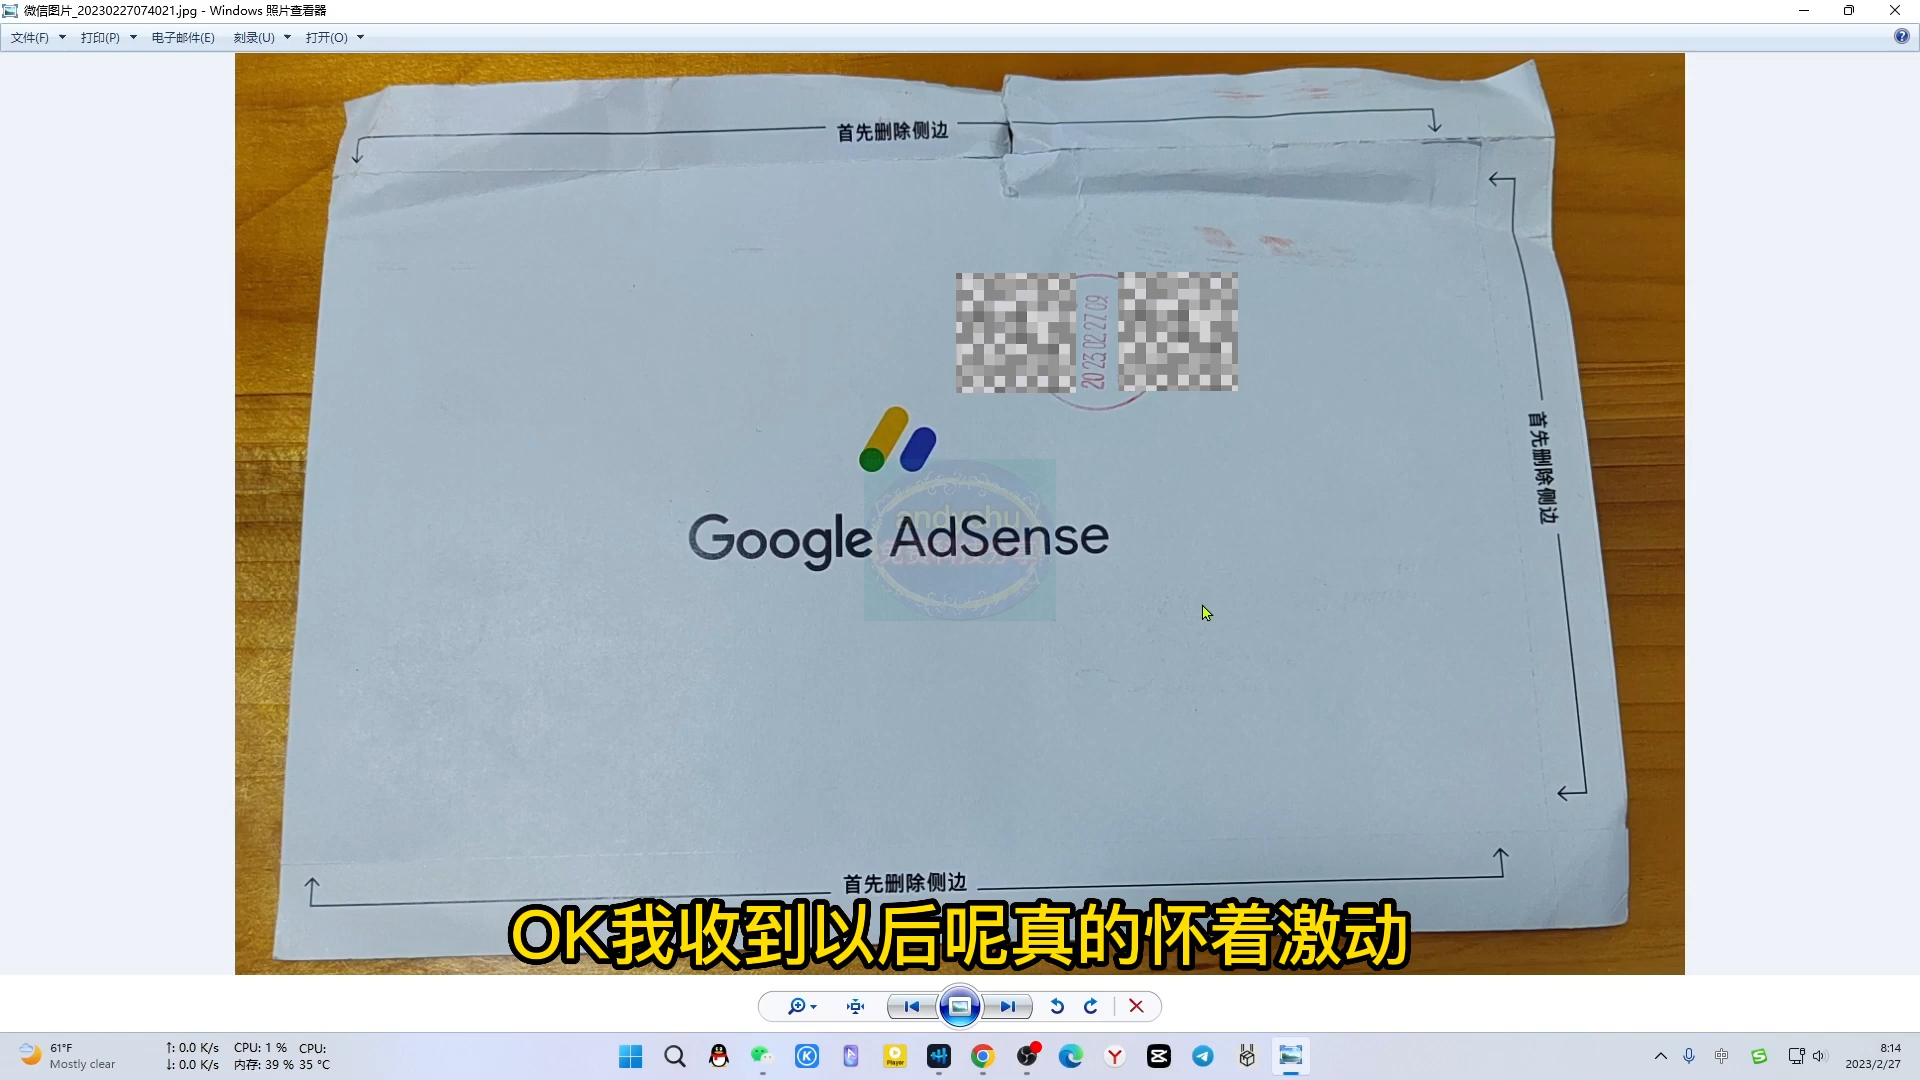 微信图片_20230227074021.jpg - Windows 照片查看器
文件(F) 打印(P) 电子邮件(E) 刻录(U) 打开(O)
首先删除侧边
2023.02.27.09
首先删除侧边
andyshu
Google AdSense
首先删除侧边
OK我收到以后呢真的怀着激动
61°F
Mostly clear
↑: 0.0 K/s CPU: 1 % CPU:
↓: 0.0 K/s 内存: 39 % 35 °C
Player
中
8:14
2023/2/27